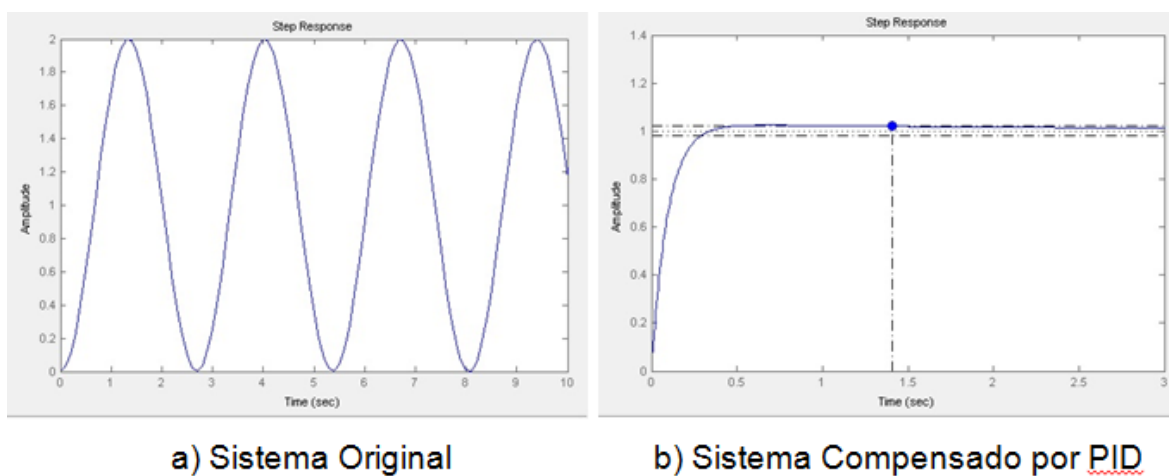 Step Response
Amplitude
2
1.8
1.6
1.4
1.2
1
0.8
0.6
0.4
0.2
0
0 1 2 3 4 5 6 7 8 9 10
Time (sec)
Step Response
Amplitude
1.4
1.2
1
0.8
0.6
0.4
0.2
0
0 0.5 1 1.5 2 2.5 3
Time (sec)
a) Sistema Original
b) Sistema Compensado por PID